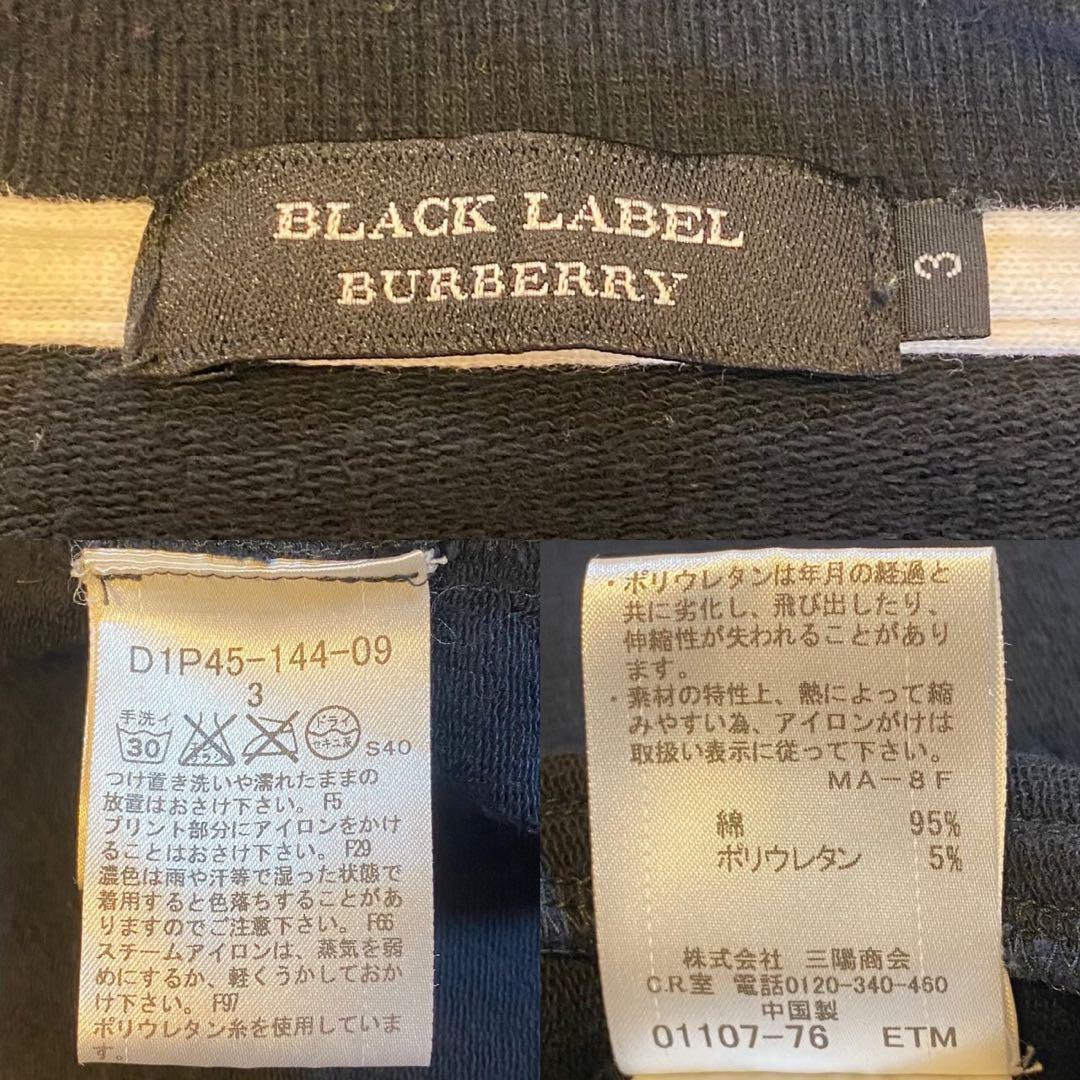 BLACK LABEL
BURBERRY
3
D1P45-144-09
3
手洗イ
30
エンソ
サラシ
ドライ
セキユ系
S40
つけ置き洗いや濡れたままの
放置はおさけ下さい。 F5
プリント部分にアイロンをかけ
ることはおさけ下さい。 F29
濃色は雨や汗等で湿った状態で
着用すると色落ちすることがあ
りますのでご注意下さい。 F66
スチームアイロンは、蒸気を弱
めにするか、軽くうかしておか
け下さい。 F97
ポリウレタン糸を使用していま
す。
・ポリウレタンは年月の経過と
共に劣化し、飛び出したり、
伸縮性が失われることがあり
ます。
・素材の特性上、熱によって縮
みやすい為、アイロンがけは
取扱い表示に従って下さい。
MA-8F
綿 95%
ポリウレタン 5%
株式会社 三陽商会
C.R.室 電話0120-340-460
中国製
01107-76 ETM